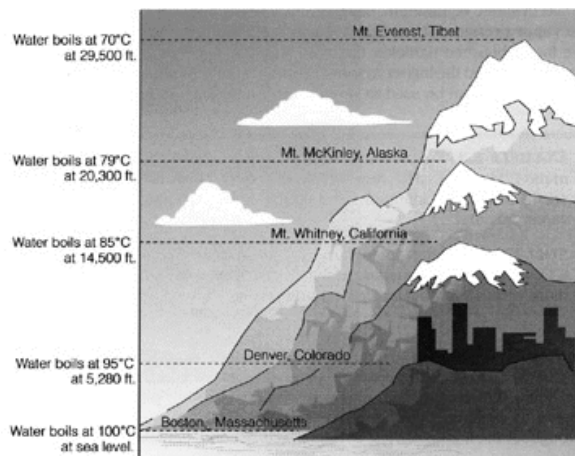 Water boils at 70°C
at 29,500 ft.
Mt. Everest, Tibet
Water boils at 79°C
at 20,300 ft.
Mt. McKinley, Alaska
Water boils at 85°C
at 14,500 ft.
Mt. Whitney, California
Water boils at 95°C
at 5,280 ft.
Denver, Colorado
Water boils at 100°C
at sea level.
Boston, Massachusetts